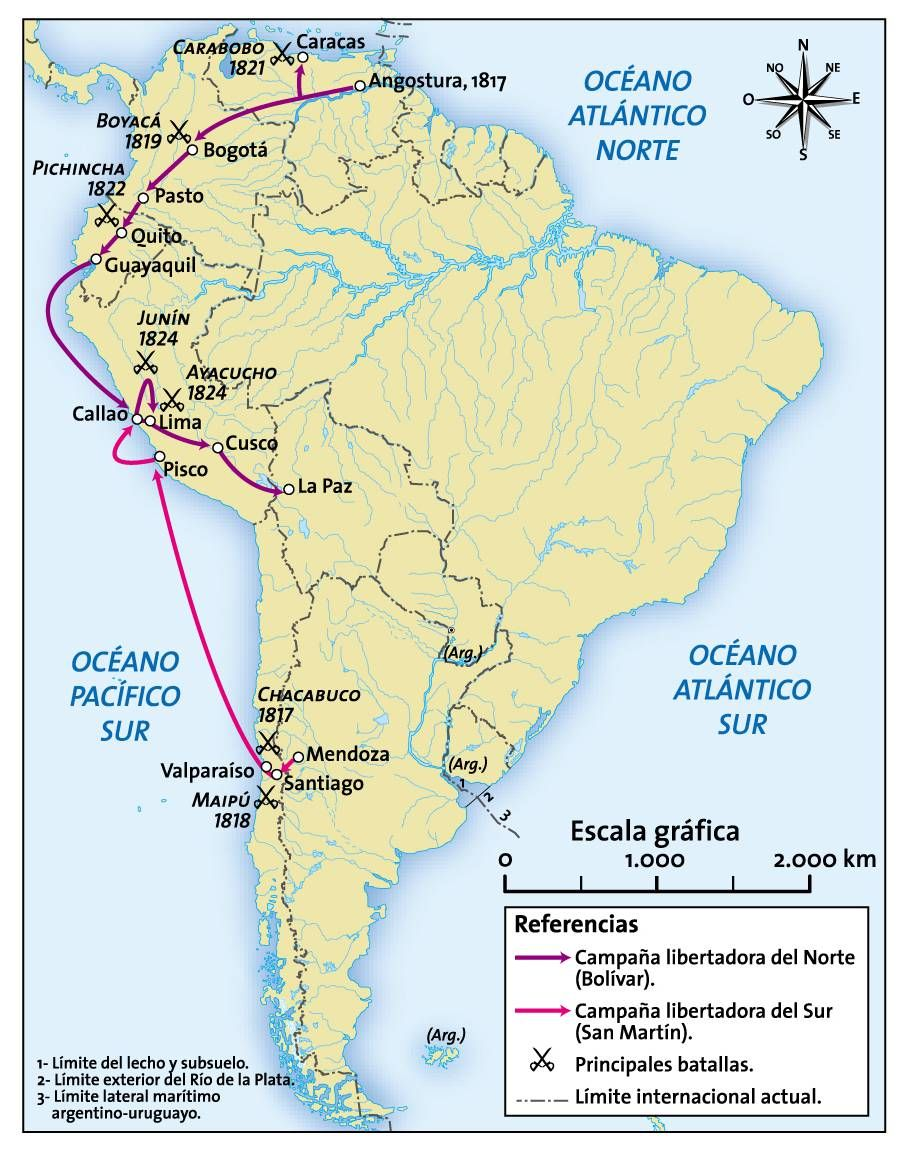 CARABOBO
1821
Caracas
Angostura, 1817
OCÉANO
ATLÁNTICO
NORTE
N
NO
NE
O
E
SO
SE
S
BOYACÁ
1819
Bogotá
PICHINCHA
1822
Pasto
Quito
Guayaquil
JUNÍN
1824
AYACUCHO
1824
Callao
Lima
Cusco
Pisco
La Paz
(Arg.)
OCÉANO
PACÍFICO
SUR
OCÉANO
ATLÁNTICO
SUR
CHACABUCO
1817
Mendoza
Valparaíso
Santiago
(Arg.)
MAIPÚ
1818
1
2
3
Escala gráfica
0 1.000 2.000 km
Referencias
Campaña libertadora del Norte
(Bolívar).
Campaña libertadora del Sur
(San Martín).
Principales batallas.
Límite internacional actual.
(Arg.)
1- Límite del lecho y subsuelo.
2- Límite exterior del Río de la Plata.
3- Límite lateral marítimo
argentino-uruguayo.